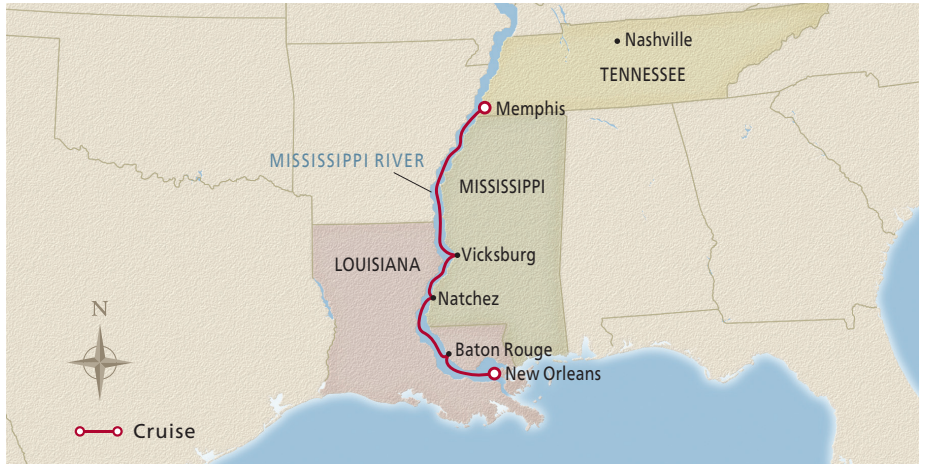 Nashville
TENNESSEE
Memphis
MISSISSIPPI RIVER
MISSISSIPPI
Vicksburg
LOUISIANA
Natchez
N
Baton Rouge
New Orleans
Cruise